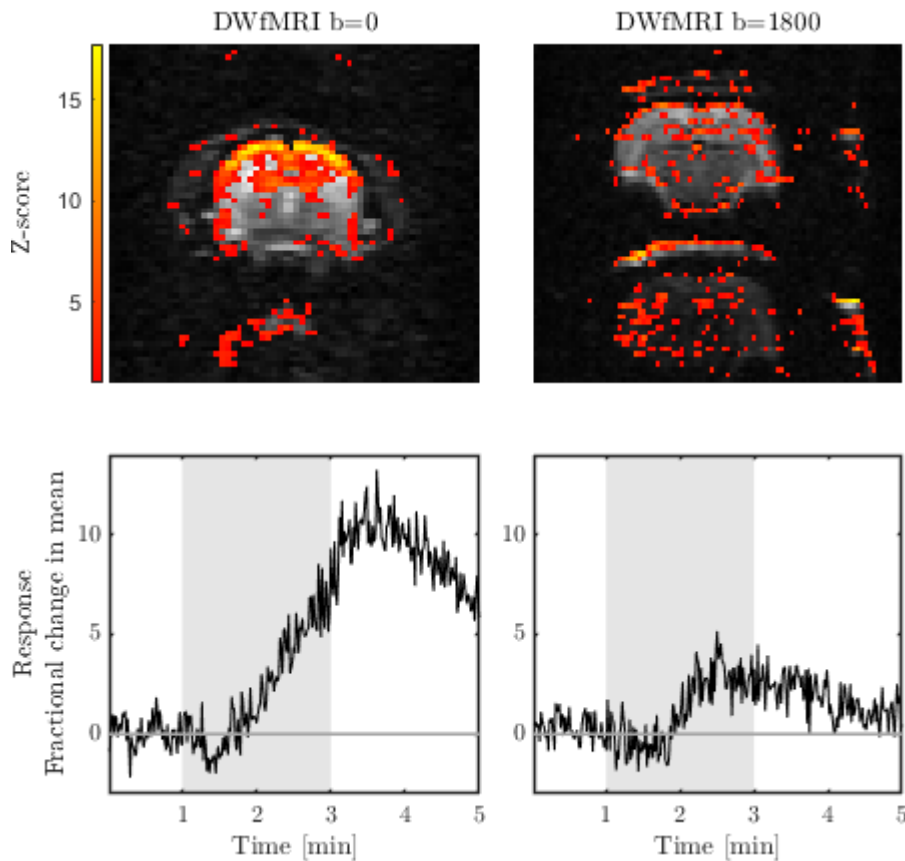 DWfMRI b=0
DWfMRI b=1800
15
10
5
Z-score
10
5
0
Response
Fractional change in mean
1 2 3 4 5
Time [min]
10
5
0
1 2 3 4 5
Time [min]